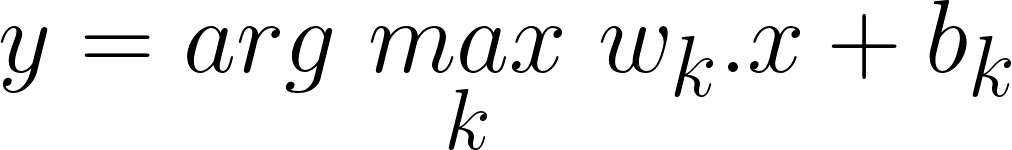 y = arg max w_k.x + b_k
k